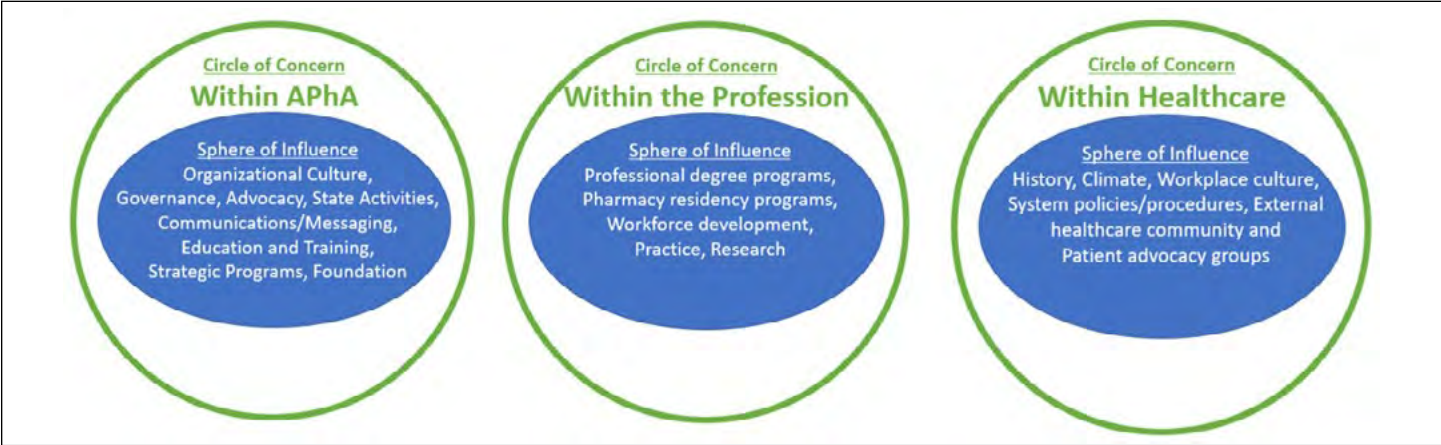 Circle of Concern
Within APhA
Sphere of Influence
Organizational Culture,
Governance, Advocacy, State Activities,
Communications/Messaging,
Education and Training,
Strategic Programs, Foundation
Circle of Concern
Within the Profession
Sphere of Influence
Professional degree programs,
Pharmacy residency programs,
Workforce development,
Practice, Research
Circle of Concern
Within Healthcare
Sphere of Influence
History, Climate, Workplace culture,
System policies/procedures, External
healthcare community and
Patient advocacy groups